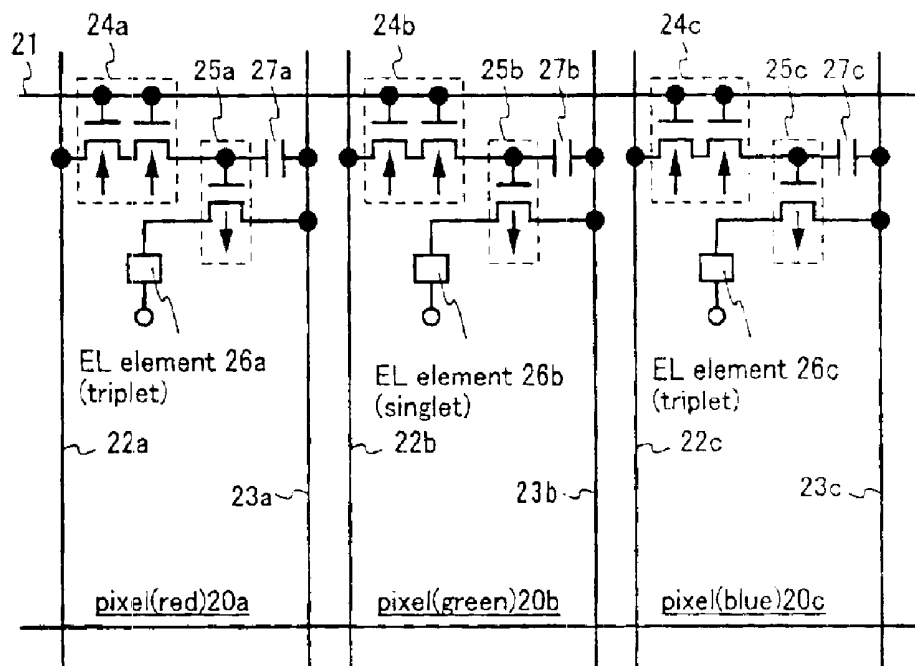 21
24a
25a
27a
24b
25b
27b
24c
25c
27c
EL element 26a
(triplet)
EL element 26b
(singlet)
EL element 26c
(triplet)
22a
22b
22c
23a
23b
23c
pixel(red)20a
pixel(green)20b
pixel(blue)20c